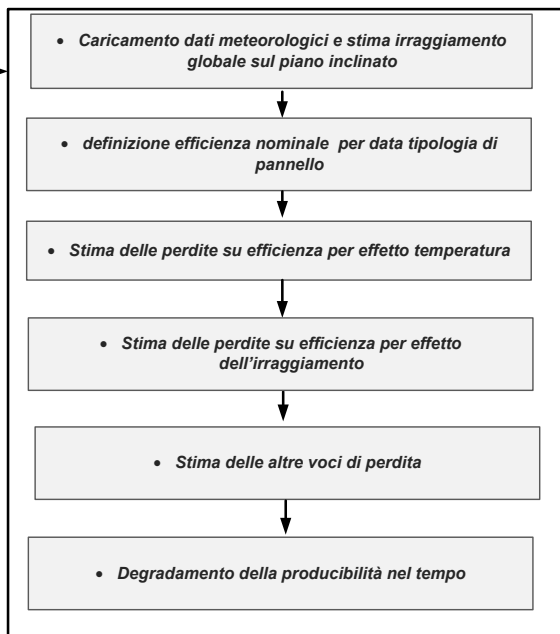 • Caricamento dati meteorologici e stima irraggiamento
globale sul piano inclinato
• definizione efficienza nominale per data tipologia di
pannello
• Stima delle perdite su efficienza per effetto temperatura
• Stima delle perdite su efficienza per effetto
dell'irraggiamento
• Stima delle altre voci di perdita
• Degradamento della producibilità nel tempo